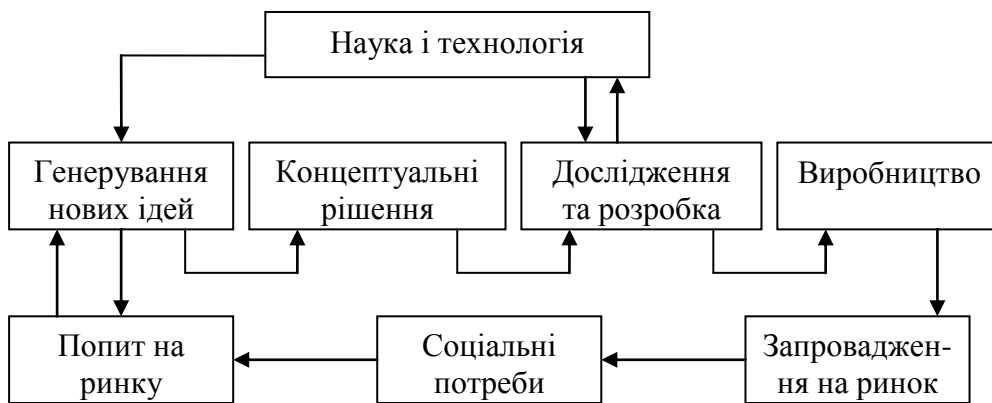 Наука і технологія
Генерування
нових ідей
Концептуальні
рішення
Дослідження
та розробка
Виробництво
Попит на
ринку
Соціальні
потреби
Запроваджен-
ня на ринок